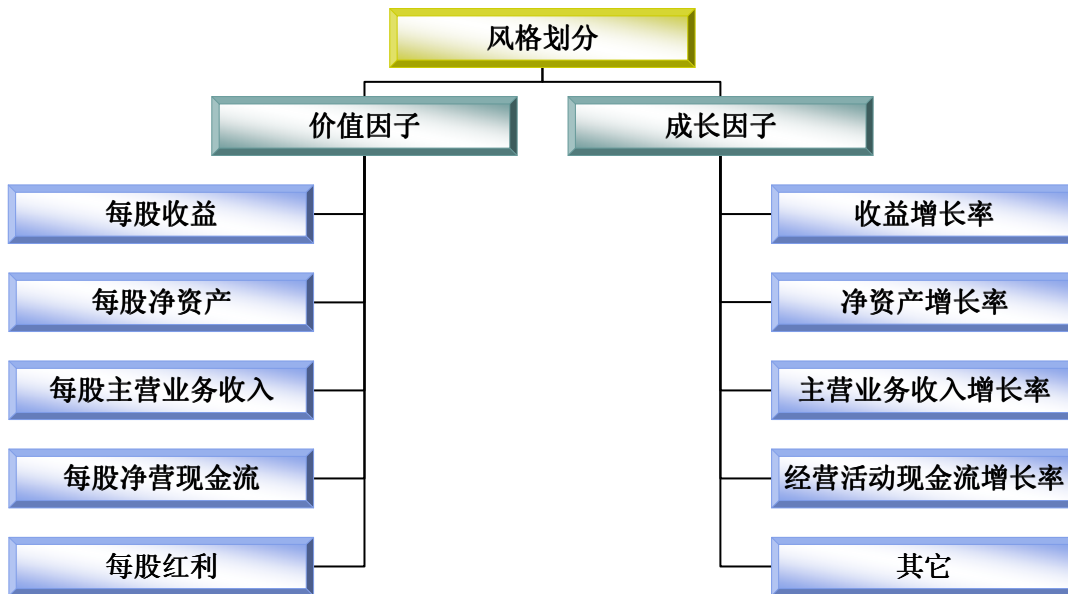 风格划分
价值因子
成长因子
每股收益
收益增长率
每股净资产
净资产增长率
每股主营业务收入
主营业务收入增长率
每股净营现金流
经营活动现金流增长率
每股红利
其它